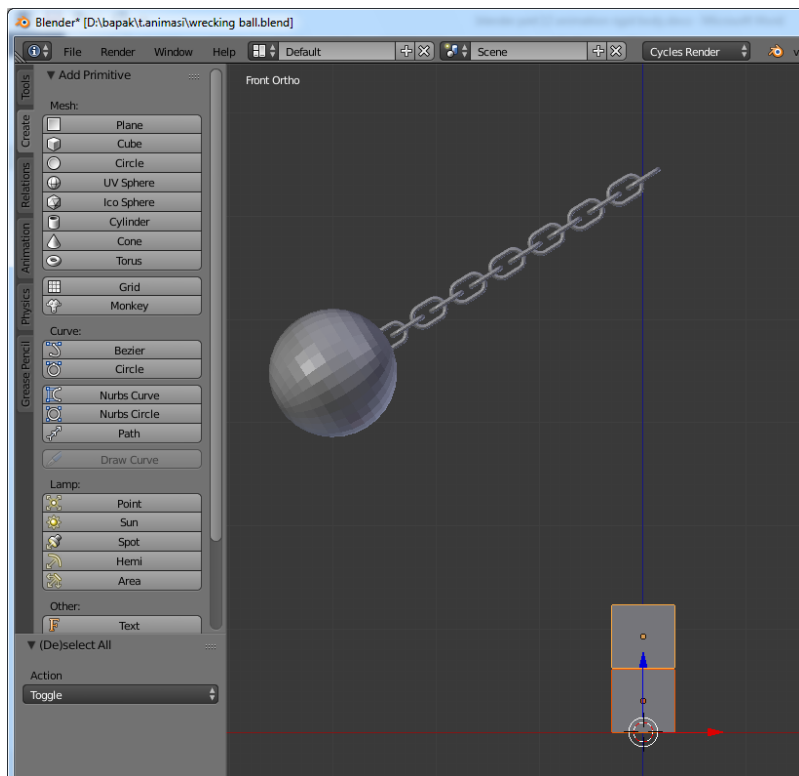 Blender* [D:\bapak\t.animasi\wrecking ball.blend]
File Render Window Help Default Scene Cycles Render
Tools
Create
Relations
Animation
Physics
Grease Pencil
Add Primitive
Mesh:
Plane
Cube
Circle
UV Sphere
Ico Sphere
Cylinder
Cone
Torus
Grid
Monkey
Curve:
Bezier
Circle
Nurbs Curve
Nurbs Circle
Path
Draw Curve
Lamp:
Point
Sun
Spot
Hemi
Area
Other:
Text
(De)select All
Action
Toggle
Front Ortho